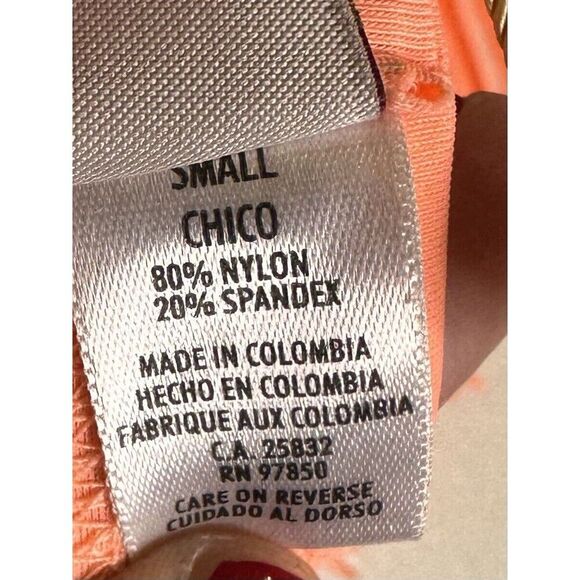 SMALL
CHICO
80% NYLON
20% SPANDEX
MADE IN COLOMBIA
HECHO EN COLOMBIA
FABRIQUE AUX COLOMBIA
C.A. 25832
RN 97850
CARE ON REVERSE
CUIDADO AL DORSO